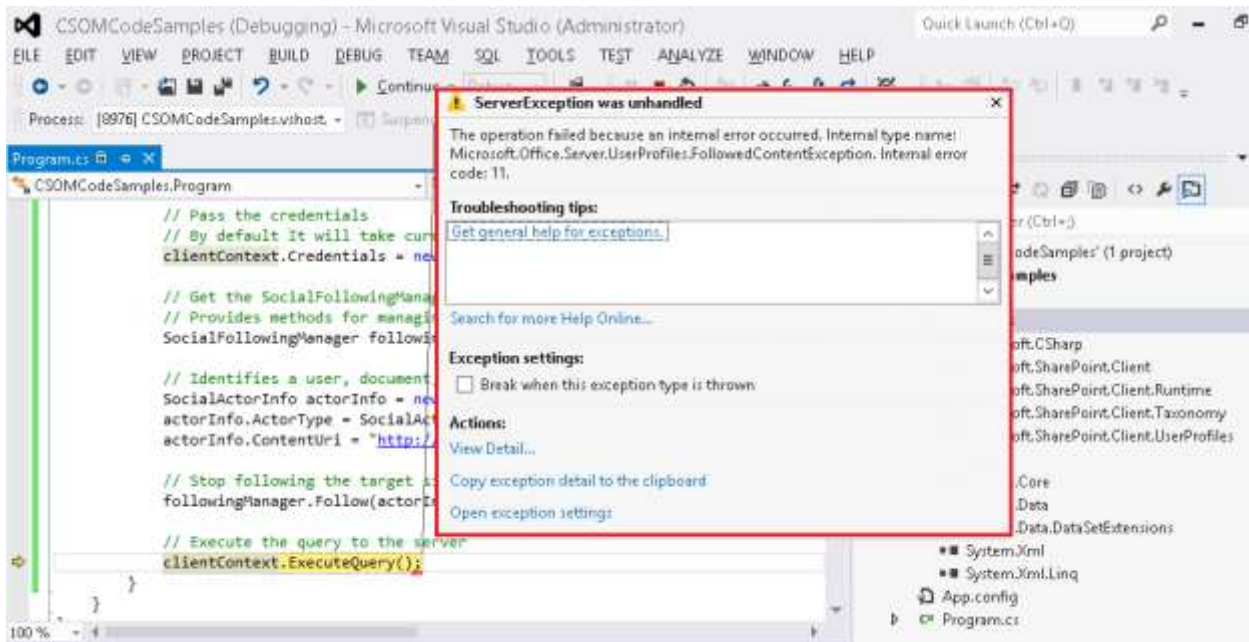 CSOMCodeSamples (Debugging) - Microsoft Visual Studio (Administrator)
Quick Launch (Ctrl+Q)
FILE EDIT VIEW PROJECT BUILD DEBUG TEAM SQL TOOLS TEST ANALYZE WINDOW HELP
Continue
Process: [8976] CSOMCodeSamples.vshost.
Program.cs
CSOMCodeSamples.Program
// Pass the credentials
// By default It will take cur
clientContext.Credentials = new
// Get the SocialFollowingMana
// Provides methods for managi
SocialFollowingManager followi
// Identifies a user, document
SocialActorInfo actorInfo = new
actorInfo.ActorType = SocialAct
actorInfo.ContentUri = "http:/
// Stop following the target
followingManager.Follow(actorIn
// Execute the query to the server
clientContext.ExecuteQuery();
}
}
100 %
ServerException was unhandled
The operation failed because an internal error occurred. Internal type name:
Microsoft.Office.Server.UserProfiles.FollowedContentException. Internal error
code: 11.
Troubleshooting tips:
Get general help for exceptions.
Search for more Help Online...
Exception settings:
Break when this exception type is thrown
Actions:
View Detail...
Copy exception detail to the clipboard
Open exception settings
er (Ctrl+;)
odeSamples' (1 project)
mples
oft.CSharp
oft.SharePoint.Client
oft.SharePoint.Client.Runtime
oft.SharePoint.Client.Taxonomy
oft.SharePoint.Client.UserProfiles
.Core
.Data
.Data.DataSetExtensions
System.Xml
System.Xml.Linq
App.config
C# Program.cs